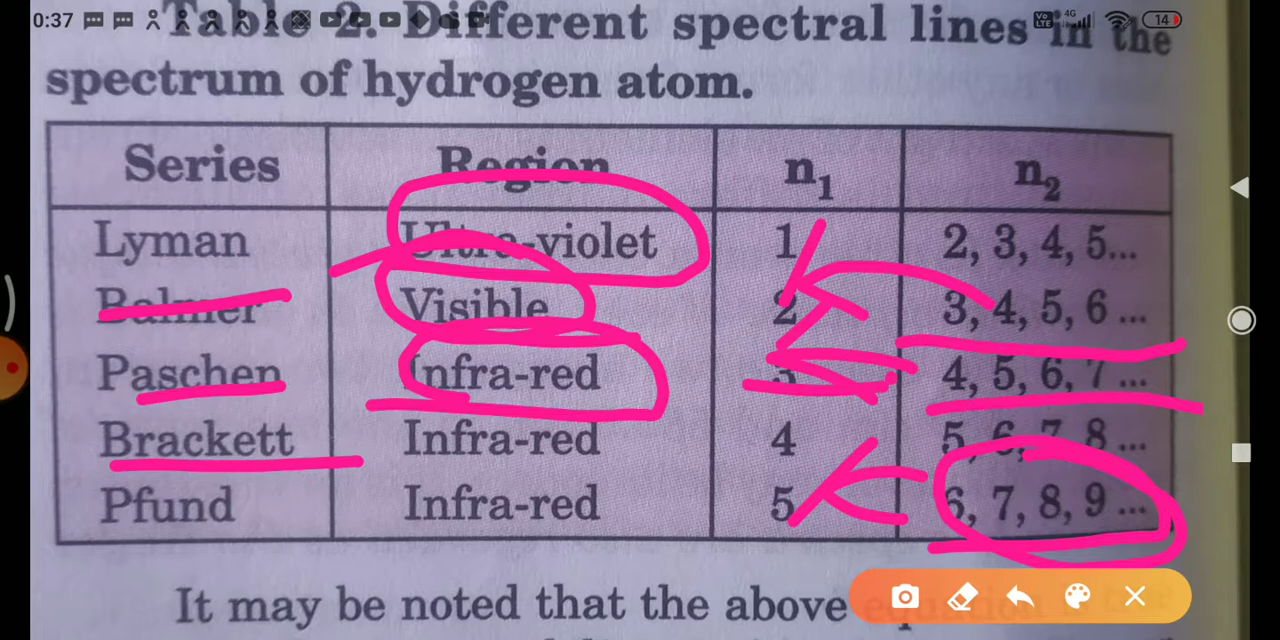 0:37 4G 14
Table 2. Different spectral lines in the
spectrum of hydrogen atom.
Series Region n₁ n₂
Lyman Ultra-violet 1 2, 3, 4, 5...
Balmer Visible 2 3, 4, 5, 6 ...
Paschen Infra-red 3 4, 5, 6, 7 ...
Brackett Infra-red 4 5, 6, 7, 8 ...
Pfund Infra-red 5 6, 7, 8, 9 ...
It may be noted that the above equation